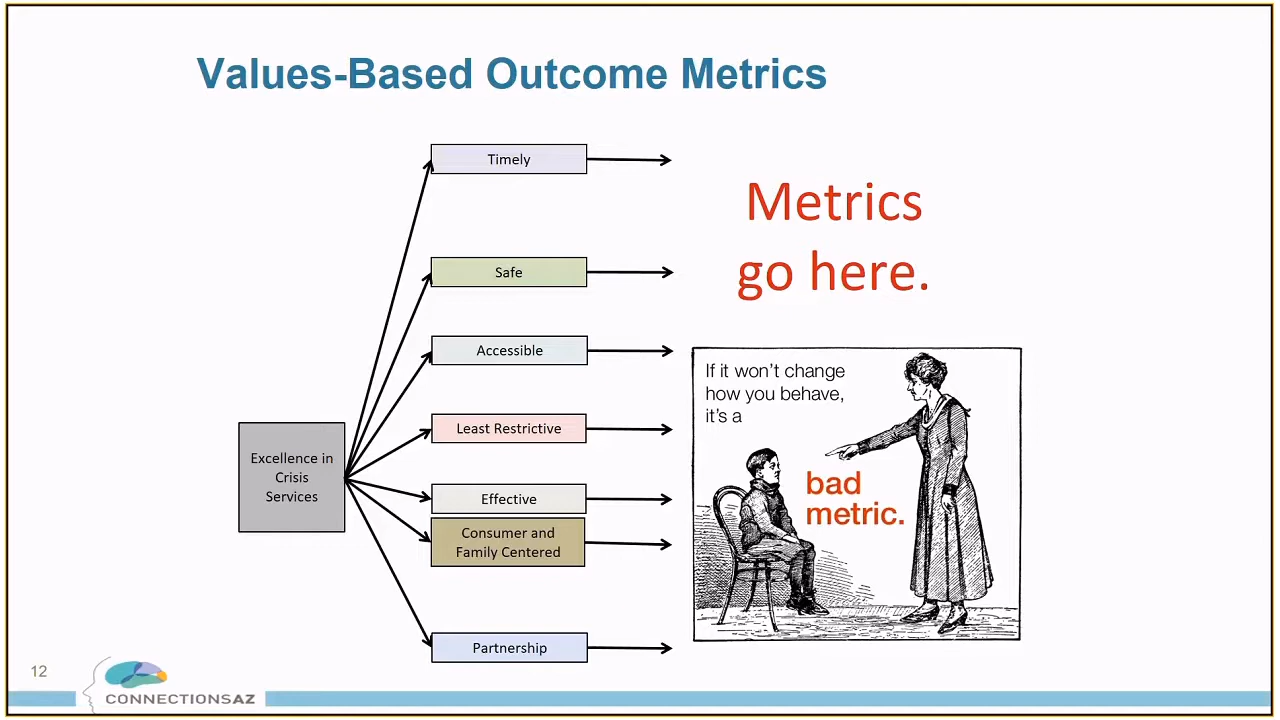 Values-Based Outcome Metrics
Timely
Safe
Accessible
Least Restrictive
Effective
Consumer and
Family Centered
Partnership
Excellence in
Crisis
Services
Metrics
go here.
If it won't change
how you behave,
it's a
bad
metric.
12
CONNECTIONSAZ